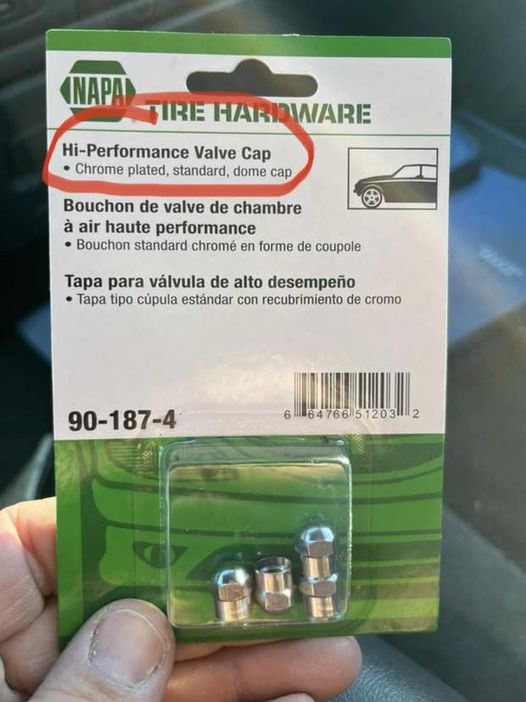 NAPA
TIRE HARDWARE
Hi-Performance Valve Cap
• Chrome plated, standard, dome cap
Bouchon de valve de chambre
à air haute performance
• Bouchon standard chromé en forme de coupole
Tapa para válvula de alto desempeño
• Tapa tipo cúpula estándar con recubrimiento de cromo
90-187-4
6 64766 51203 2